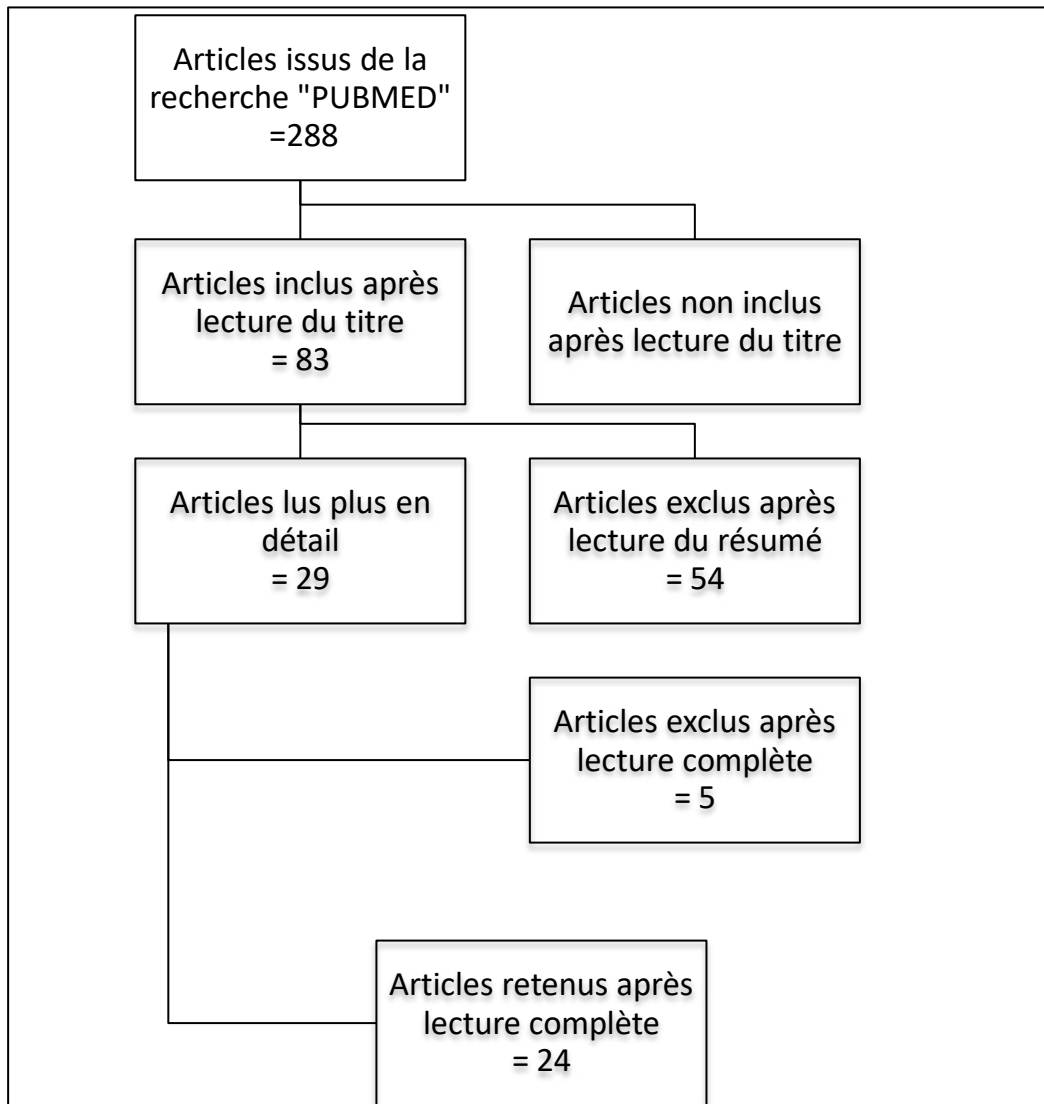 Articles issus de la
recherche "PUBMED"
=288
Articles inclus après
lecture du titre
= 83
Articles non inclus
après lecture du titre
Articles lus plus en
détail
= 29
Articles exclus après
lecture du résumé
= 54
Articles exclus après
lecture complète
= 5
Articles retenus après
lecture complète
= 24